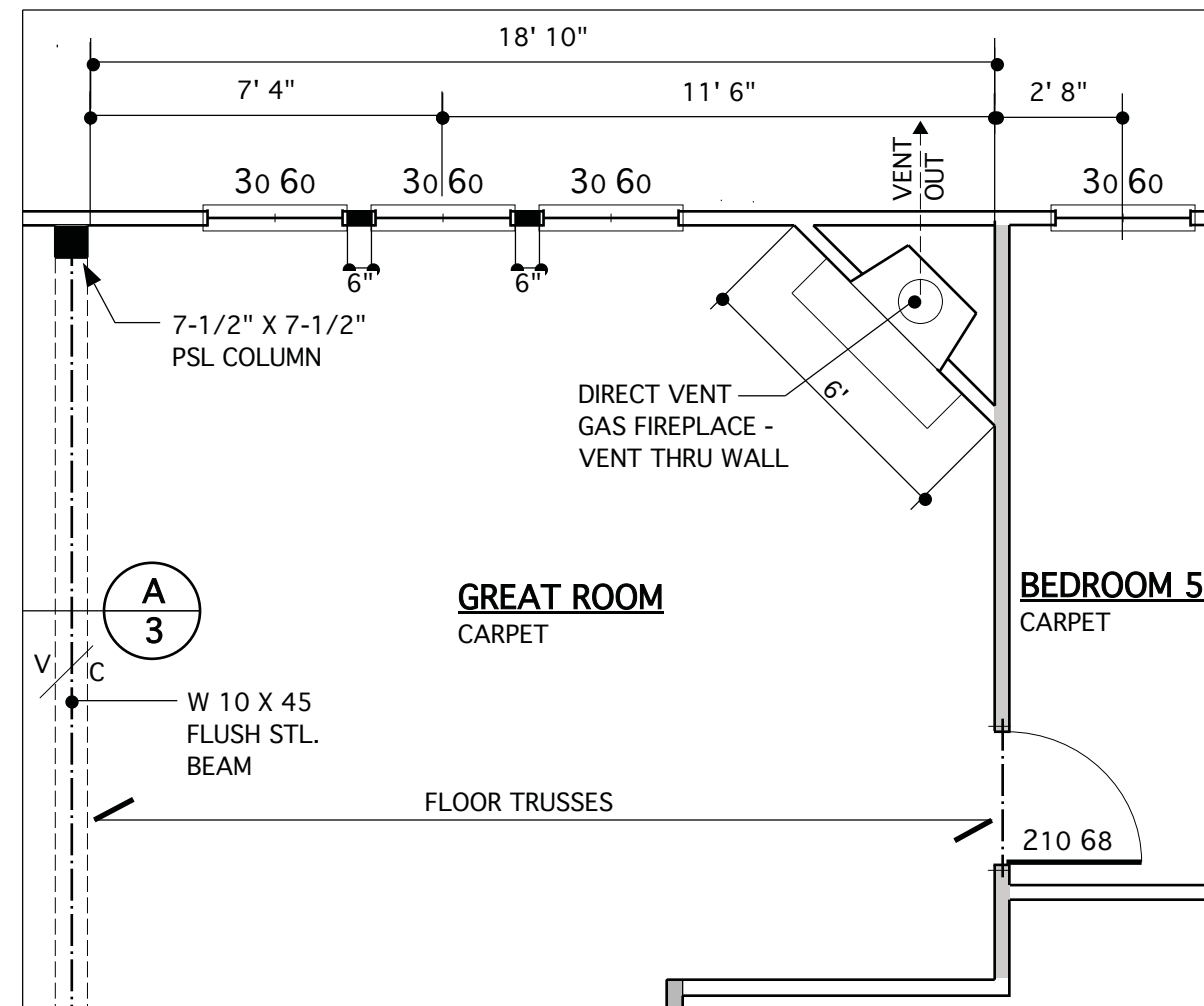 18' 10"
7' 4"
11' 6"
2' 8"
VENT
OUT
30 60
30 60
30 60
30 60
6"
6"
7-1/2" X 7-1/2"
PSL COLUMN
DIRECT VENT
GAS FIREPLACE -
VENT THRU WALL
6'
A
3
GREAT ROOM
CARPET
BEDROOM 5
CARPET
V
C
W 10 X 45
FLUSH STL.
BEAM
FLOOR TRUSSES
210 68